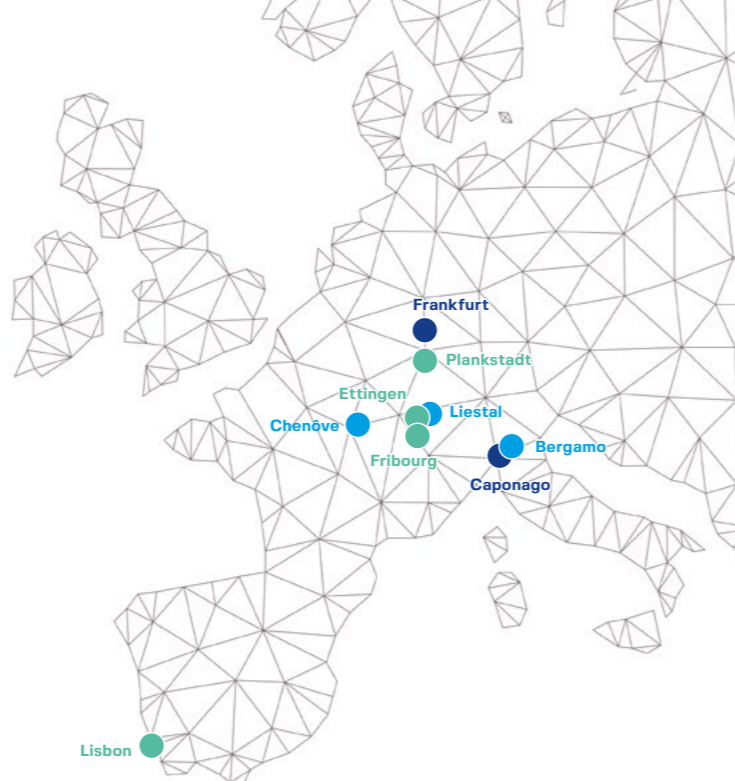 Frankfurt
Plankstadt
Ettingen
Liestal
Chenôve
Bergamo
Fribourg
Caponago
Lisbon